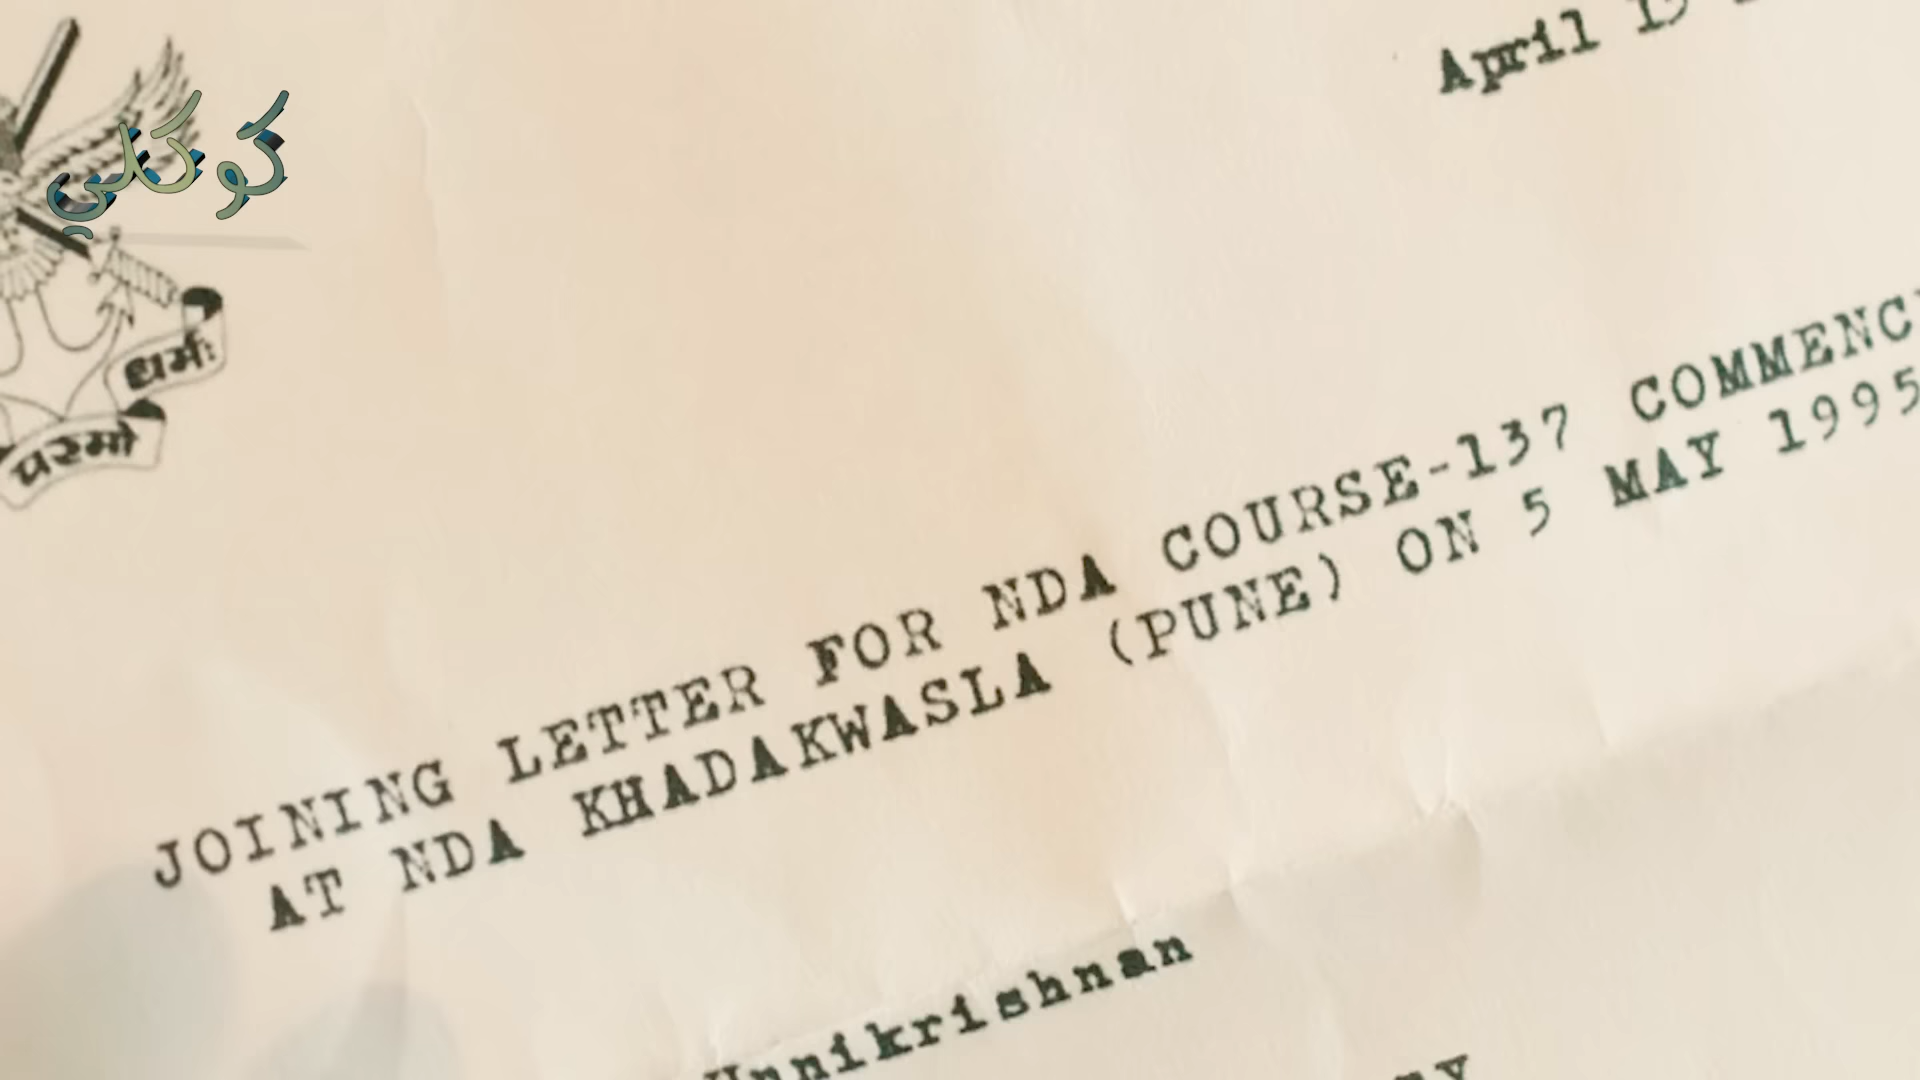 April
گوگلي
धर्मः
परमो
JOINING LETTER FOR NDA COURSE-137
AT NDA KHADAKWASLA (PUNE) ON 5 MAY 1995
Unnikrishnan